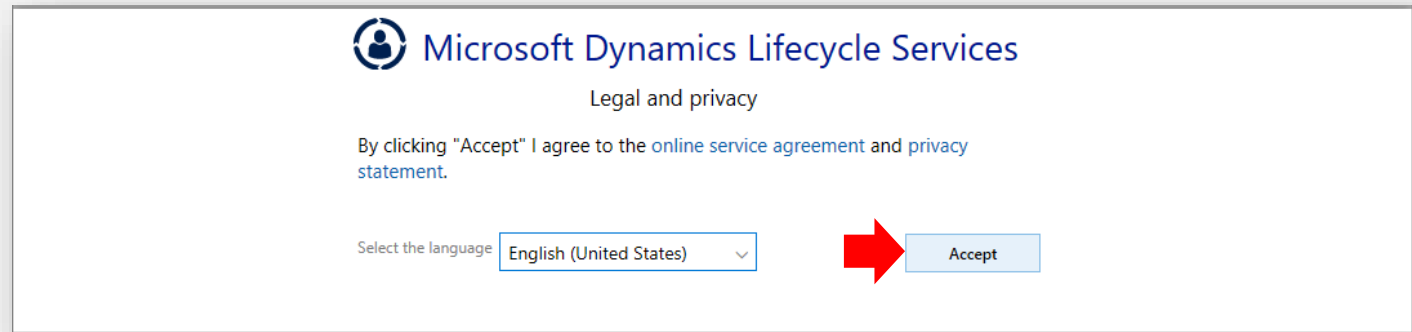 Microsoft Dynamics Lifecycle Services
Legal and privacy
By clicking "Accept" I agree to the online service agreement and privacy
statement.
Select the language English (United States) Accept